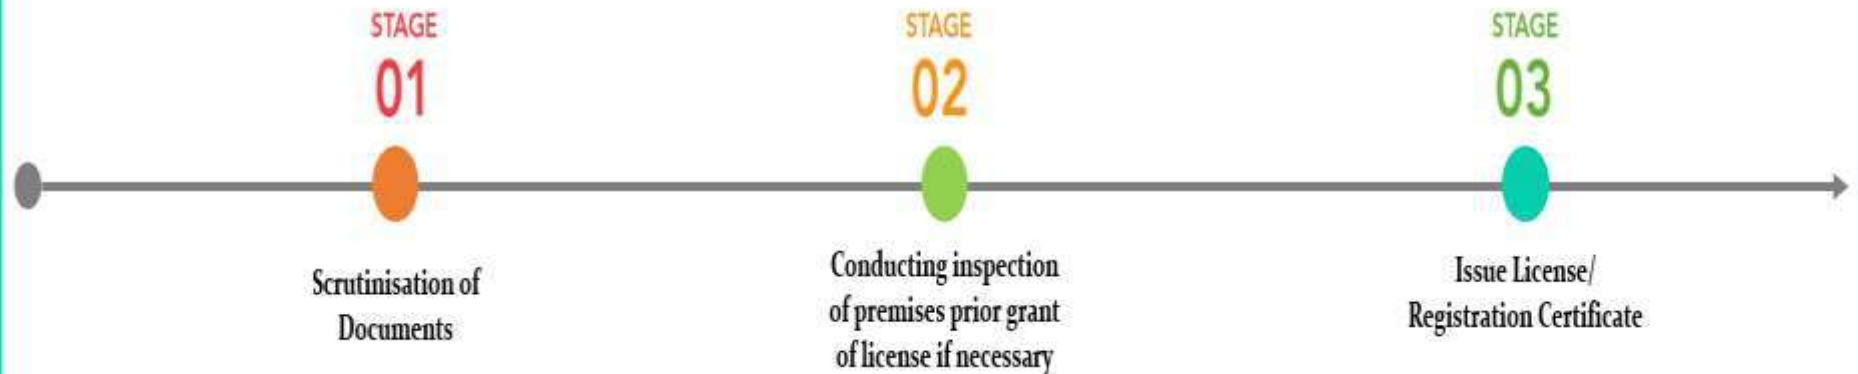 STAGE
01
Scrutinisation of
Documents
STAGE
02
Conducting inspection
of premises prior grant
of license if necessary
STAGE
03
Issue License/
Registration Certificate